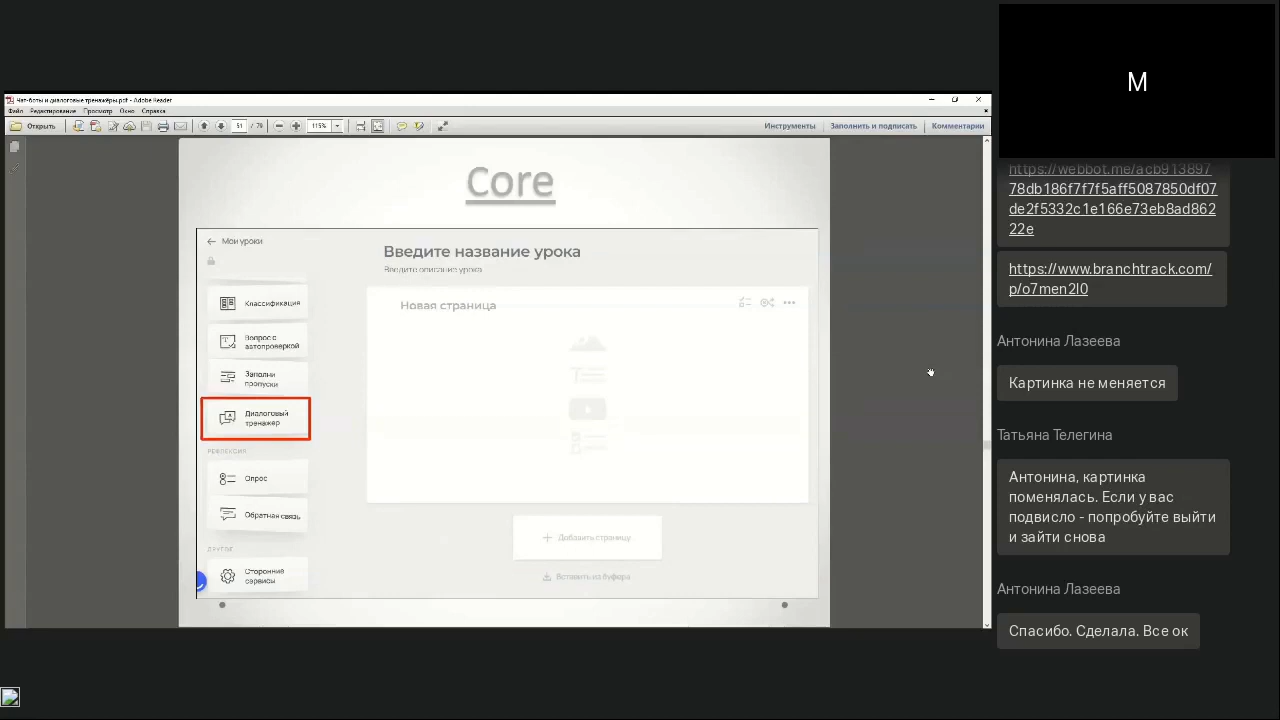 Чат-боты и диалоговые тренажёры.pdf - Adobe Reader
Файл Редактирование Просмотр Окно Справка
Открыть
51 / 79
115%
Инструменты
Заполнить и подписать
Комментарии
Core
Мои уроки
Классификация
Вопрос с
автопроверкой
Заполни
пропуски
Диалоговый
тренажер
РЕФЛЕКСИЯ
Опрос
Обратная связь
ДРУГИЕ
Сторонние
сервисы
Введите название урока
Введите описание урока
Новая страница
Добавить страницу
Вставить из буфера
M
https://webbot.me/acb913897
78db186f7f7f5aff5087850df07
de2f5332c1e166e73eb8ad862
22e
https://www.branchtrack.com/
p/o7men2l0
Антонина Лазеева
Картинка не меняется
Татьяна Телегина
Антонина, картинка
поменялась. Если у вас
подвисло - попробуйте выйти
и зайти снова
Антонина Лазеева
Спасибо. Сделала. Все ок